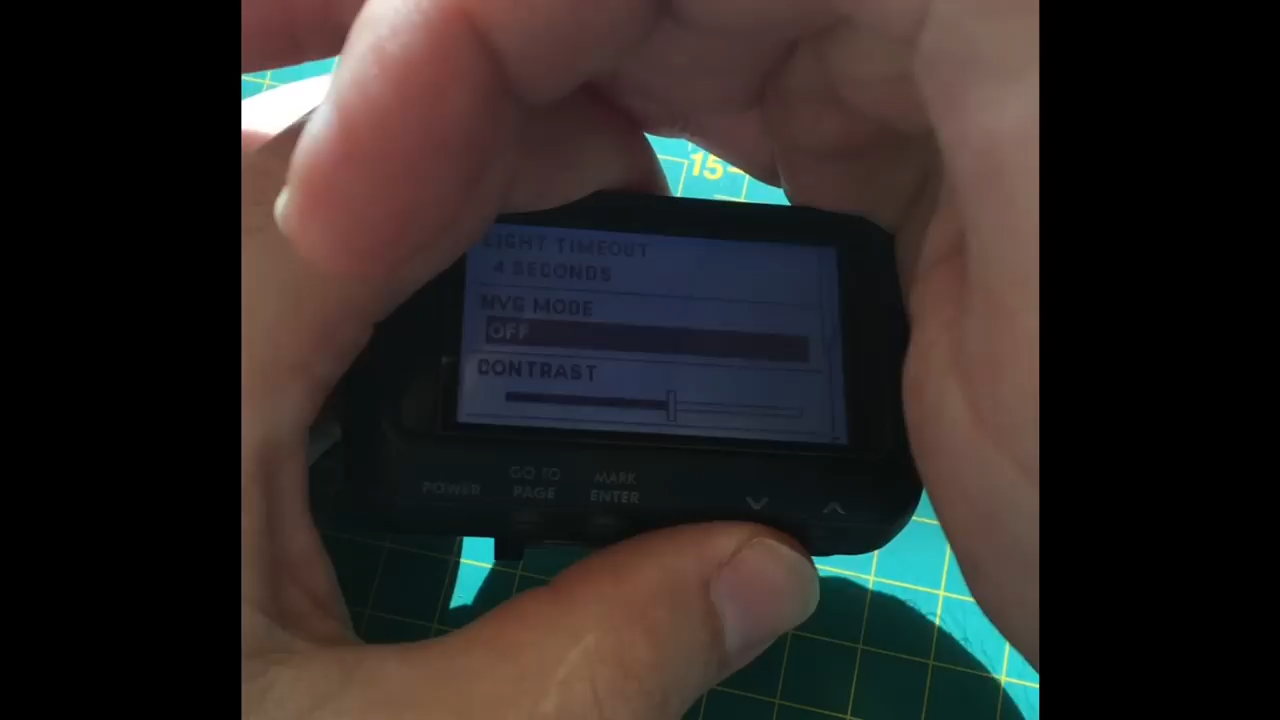 15
LIGHT TIMEOUT
4 SECONDS
NVG MODE
OFF
CONTRAST
POWER
GO TO
PAGE
MARK
ENTER